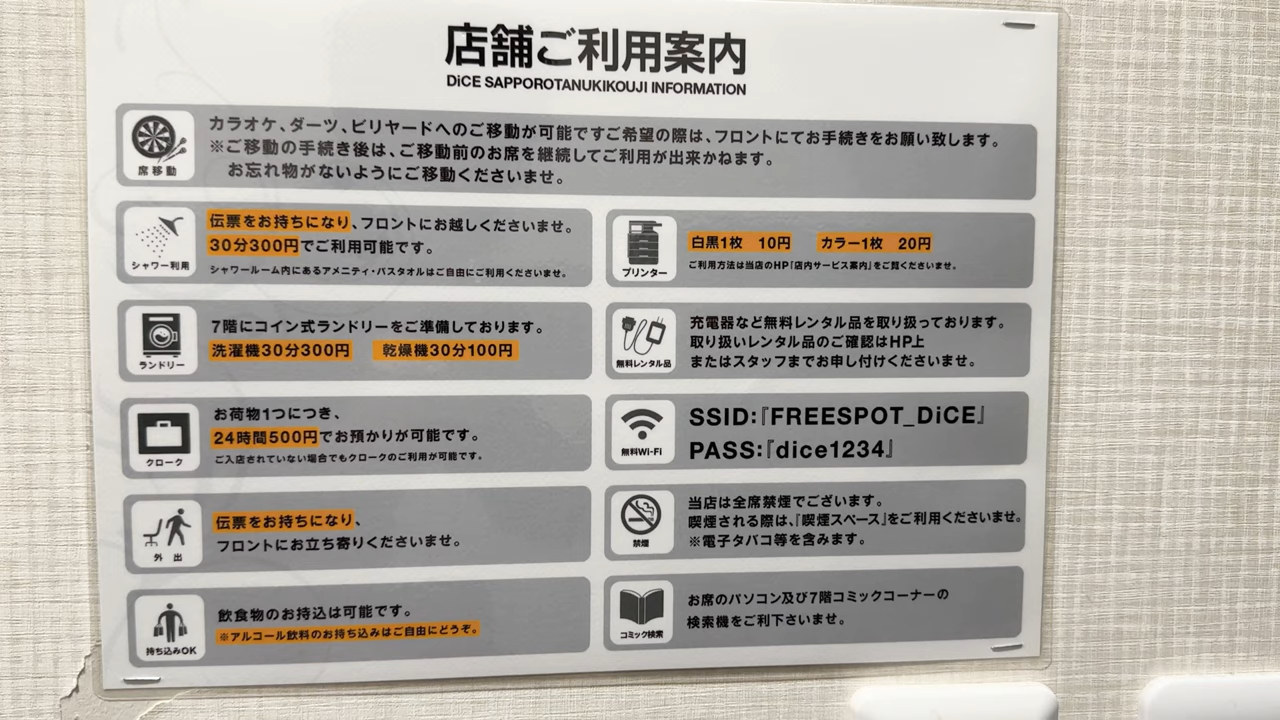 店舗ご利用案内
DiCE SAPPOROTANUKIKOUJI INFORMATION
席移動
カラオケ、ダーツ、ビリヤードへのご移動が可能ですご希望の際は、フロントにてお手続きをお願い致します。
※ご移動の手続き後は、ご移動前のお席を継続してご利用が出来かねます。
お忘れ物がないようにご移動くださいませ。
シャワー利用
伝票をお持ちになり、フロントにお越しくださいませ。
30分300円でご利用可能です。
シャワールーム内にあるアメニティ・バスタオルはご自由にご利用くださいませ。
プリンター
白黒1枚 10円 カラー1枚 20円
ご利用方法は当店のHP「店内サービス案内」をご覧くださいませ。
ランドリー
7階にコイン式ランドリーをご準備しております。
洗濯機30分300円 乾燥機30分100円
無料レンタル品
充電器など無料レンタル品を取り扱っております。
取り扱いレンタル品のご確認はHP上
またはスタッフまでお申し付けくださいませ。
クローク
お荷物1つにつき、
24時間500円でお預かりが可能です。
ご入店されていない場合でもクロークのご利用が可能です。
無料Wi-Fi
SSID:『FREESPOT_DiCE』
PASS:『dice1234』
外出
伝票をお持ちになり、
フロントにお立ち寄りくださいませ。
禁煙
当店は全席禁煙でございます。
喫煙される際は、『喫煙スペース』をご利用くださいませ。
※電子タバコ等を含みます。
持ち込みOK
飲食物のお持込は可能です。
※アルコール飲料のお持ち込みはご自由にどうぞ。
コミック検索
お席のパソコン及び7階コミックコーナーの
検索機をご利下さいませ。